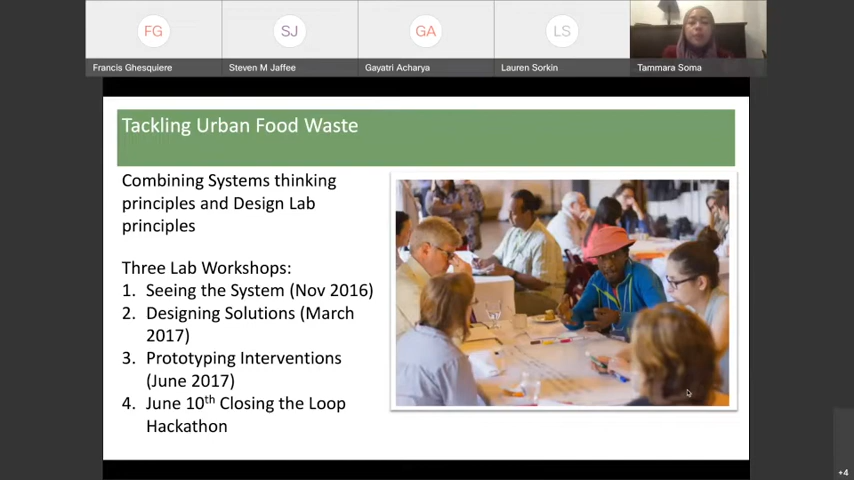 FG
SJ
GA
LS
Francis Ghesquiere
Steven M Jaffee
Gayatri Acharya
Lauren Sorkin
Tammara Soma
Tackling Urban Food Waste
Combining Systems thinking
principles and Design Lab
principles
Three Lab Workshops:
1. Seeing the System (Nov 2016)
2. Designing Solutions (March
2017)
3. Prototyping Interventions
(June 2017)
4. June 10th Closing the Loop
Hackathon
+4